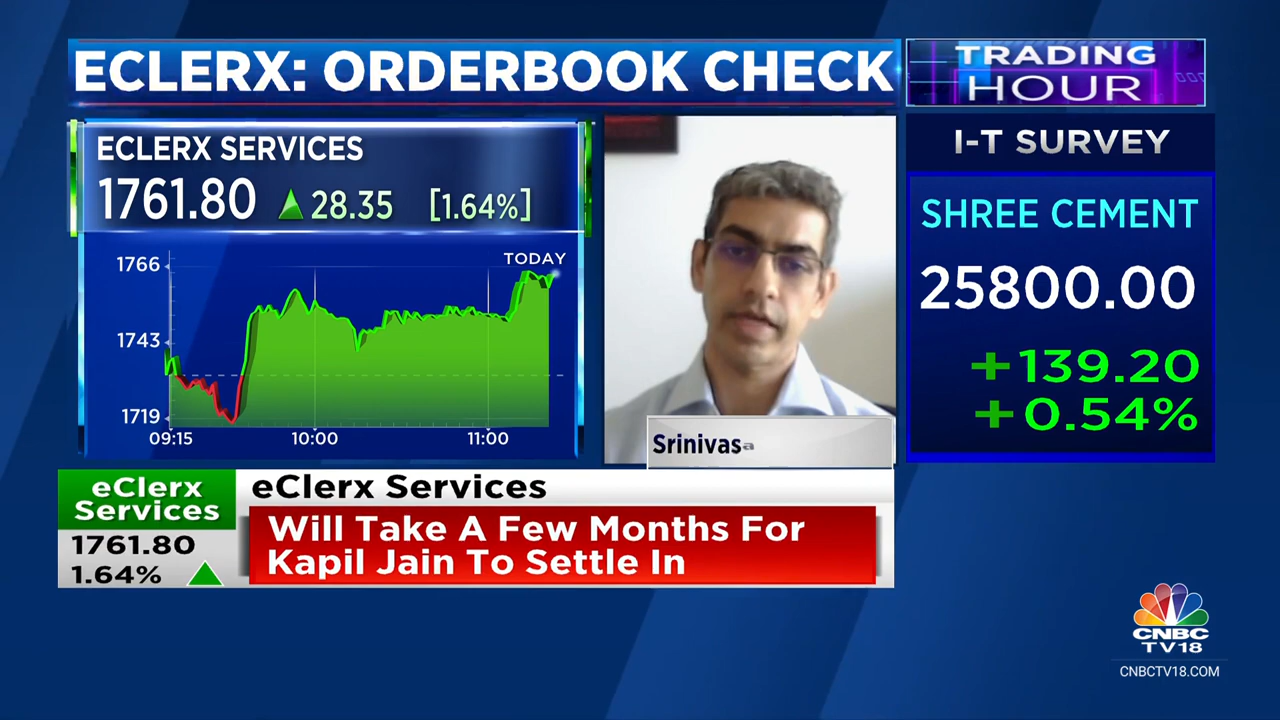 ECLERX: ORDERBOOK CHECK
TRADING
HOUR
ECLERX SERVICES
1761.80 ▲ 28.35 [1.64%]
TODAY
1766
1743
1719
09:15 10:00 11:00
Srinivasa
I-T SURVEY
SHREE CEMENT
25800.00
+139.20
+0.54%
eClerx
Services
1761.80
1.64% ▲
eClerx Services
Will Take A Few Months For
Kapil Jain To Settle In
CNBC
TV18
CNBCTV18.COM